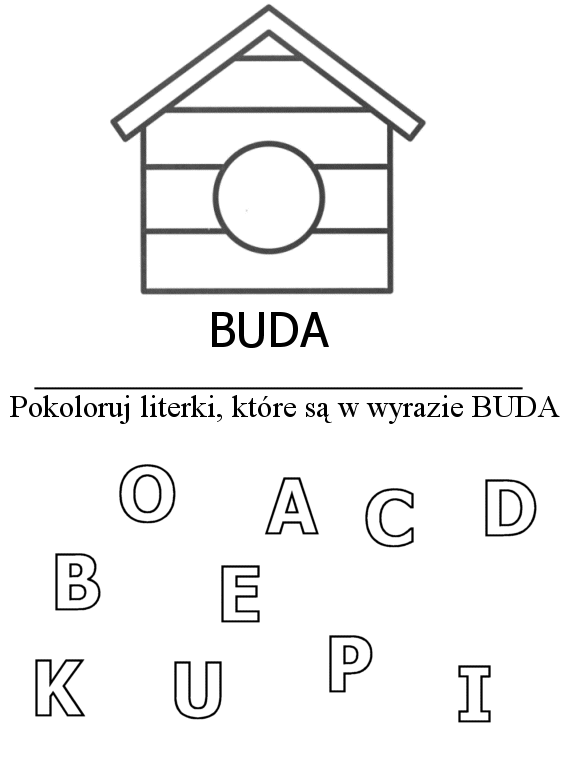 BUDA
Pokoloruj literki, które są w wyrazie BUDA
O A C D
B E
K U P I